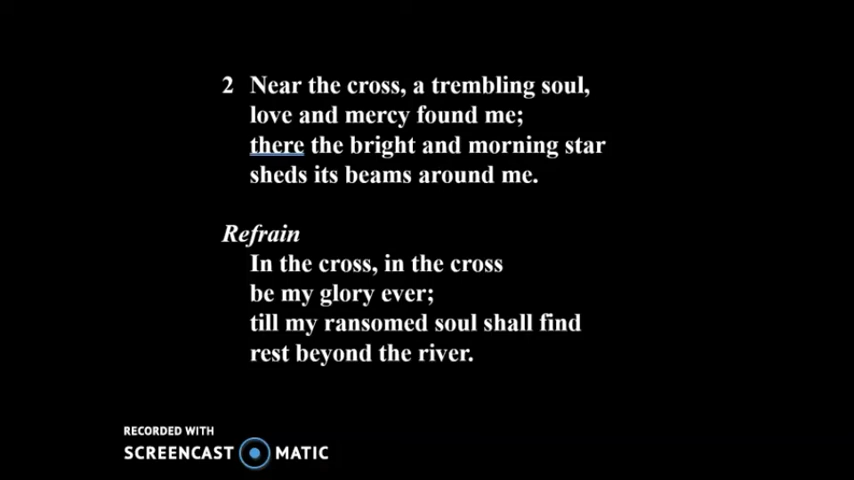 2 Near the cross, a trembling soul,
love and mercy found me;
there the bright and morning star
sheds its beams around me.
Refrain
In the cross, in the cross
be my glory ever;
till my ransomed soul shall find
rest beyond the river.
RECORDED WITH
SCREENCAST MATIC